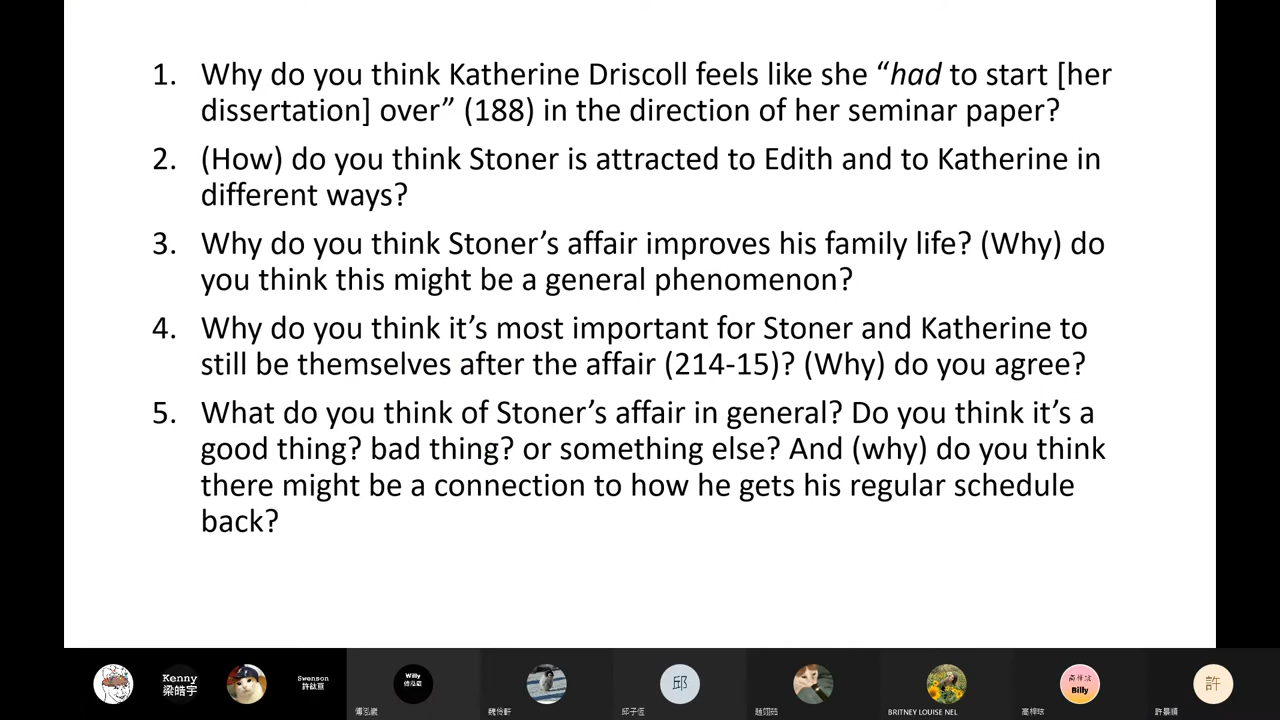 1. Why do you think Katherine Driscoll feels like she “had to start [her
dissertation] over” (188) in the direction of her seminar paper?
2. (How) do you think Stoner is attracted to Edith and to Katherine in
different ways?
3. Why do you think Stoner’s affair improves his family life? (Why) do
you think this might be a general phenomenon?
4. Why do you think it’s most important for Stoner and Katherine to
still be themselves after the affair (214-15)? (Why) do you agree?
5. What do you think of Stoner’s affair in general? Do you think it’s a
good thing? bad thing? or something else? And (why) do you think
there might be a connection to how he gets his regular schedule
back?
Kenny
梁皓宇
Swenson
Willy
邱
Billy
許
BRITNEY LOUISE NEL